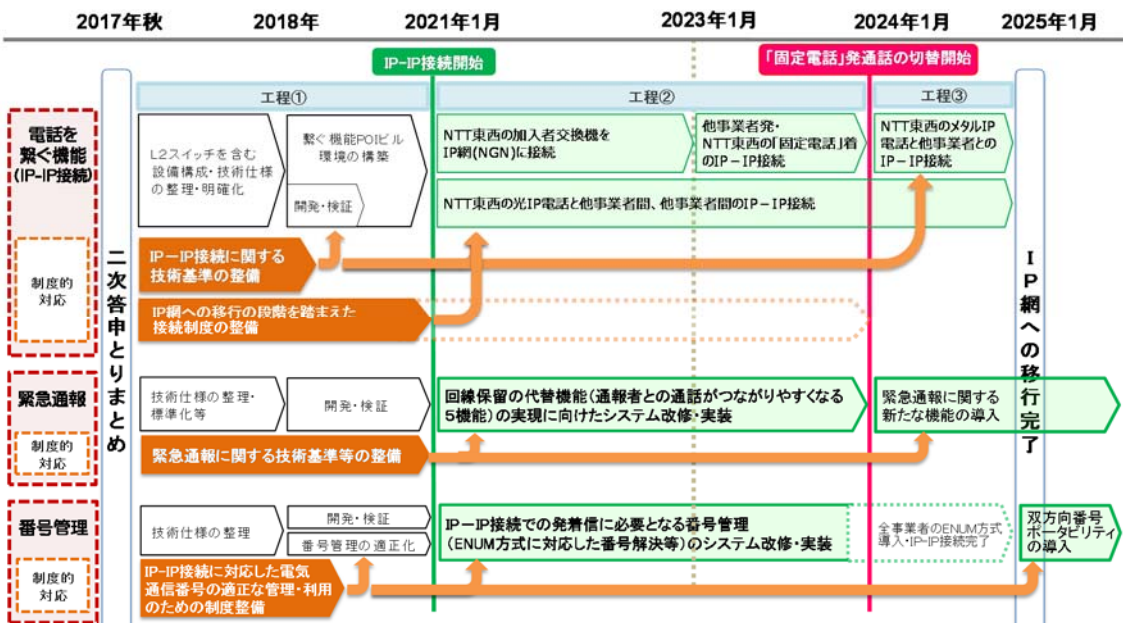 2017年秋
2018年
2021年1月
2023年1月
2024年1月
2025年1月
IP-IP接続開始
「固定電話」発通話の切替開始
工程①
工程②
工程③
電話を
繋ぐ機能
(IP-IP接続)
L2スイッチを含む
設備構成・技術仕様
の整理・明確化
繋ぐ機能POIビル
環境の構築
開発・検証
NTT東西の加入者交換機を
IP網(NGN)に接続
他事業者発・
NTT東西の「固定電話」着
のIP-IP接続
NTT東西のメタルIP
電話と他事業者との
IP-IP接続
NTT東西の光IP電話と他事業者間、他事業者間のIP-IP接続
制度的
対応
IP-IP接続に関する
技術基準の整備
IP網への移行の段階を踏まえた
接続制度の整備
二次答申とりまとめ
IP網への移行完了
緊急通報
技術仕様の整理・
標準化等
開発・検証
回線保留の代替機能(通報者との通話がつながりやすくなる
5機能)の実現に向けたシステム改修・実装
緊急通報に関する
新たな機能の導入
制度的
対応
緊急通報に関する技術基準等の整備
番号管理
技術仕様の整理
開発・検証
番号管理の適正化
IP-IP接続での発着信に必要となる番号管理
(ENUM方式に対応した番号解決等)のシステム改修・実装
全事業者のENUM方式
導入・IP-IP接続完了
双方向番号
ポータビリティ
の導入
制度的
対応
IP-IP接続に対応した電気
通信番号の適正な管理・利用
のための制度整備